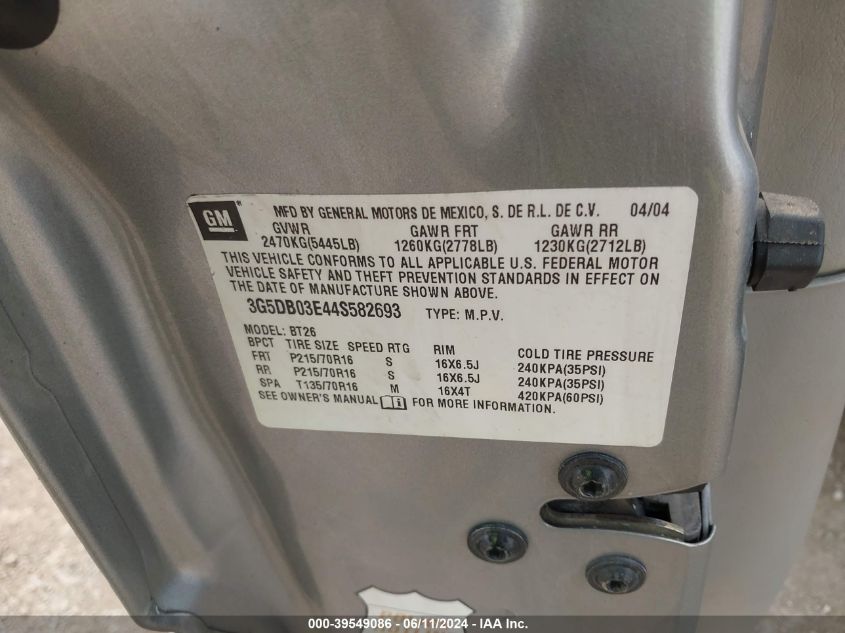 GM® MFD BY GENERAL MOTORS DE MEXICO, S. DE R.L. DE C.V. 04/04
GVWR GAWR FRT GAWR RR
2470KG(5445LB) 1260KG(2778LB) 1230KG(2712LB)
THIS VEHICLE CONFORMS TO ALL APPLICABLE U.S. FEDERAL MOTOR
VEHICLE SAFETY AND THEFT PREVENTION STANDARDS IN EFFECT ON
THE DATE OF MANUFACTURE SHOWN ABOVE.
3G5DB03E44S582693 TYPE: M.P.V.
MODEL: BT26
BPCT TIRE SIZE SPEED RTG RIM COLD TIRE PRESSURE
FRT P215/70R16 S 16X6.5J 240KPA(35PSI)
RR P215/70R16 S 16X6.5J 240KPA(35PSI)
SPA T135/70R16 M 16X4T 420KPA(60PSI)
SEE OWNER'S MANUAL i FOR MORE INFORMATION.
000-39549086 - 06/11/2024 - IAAI.com